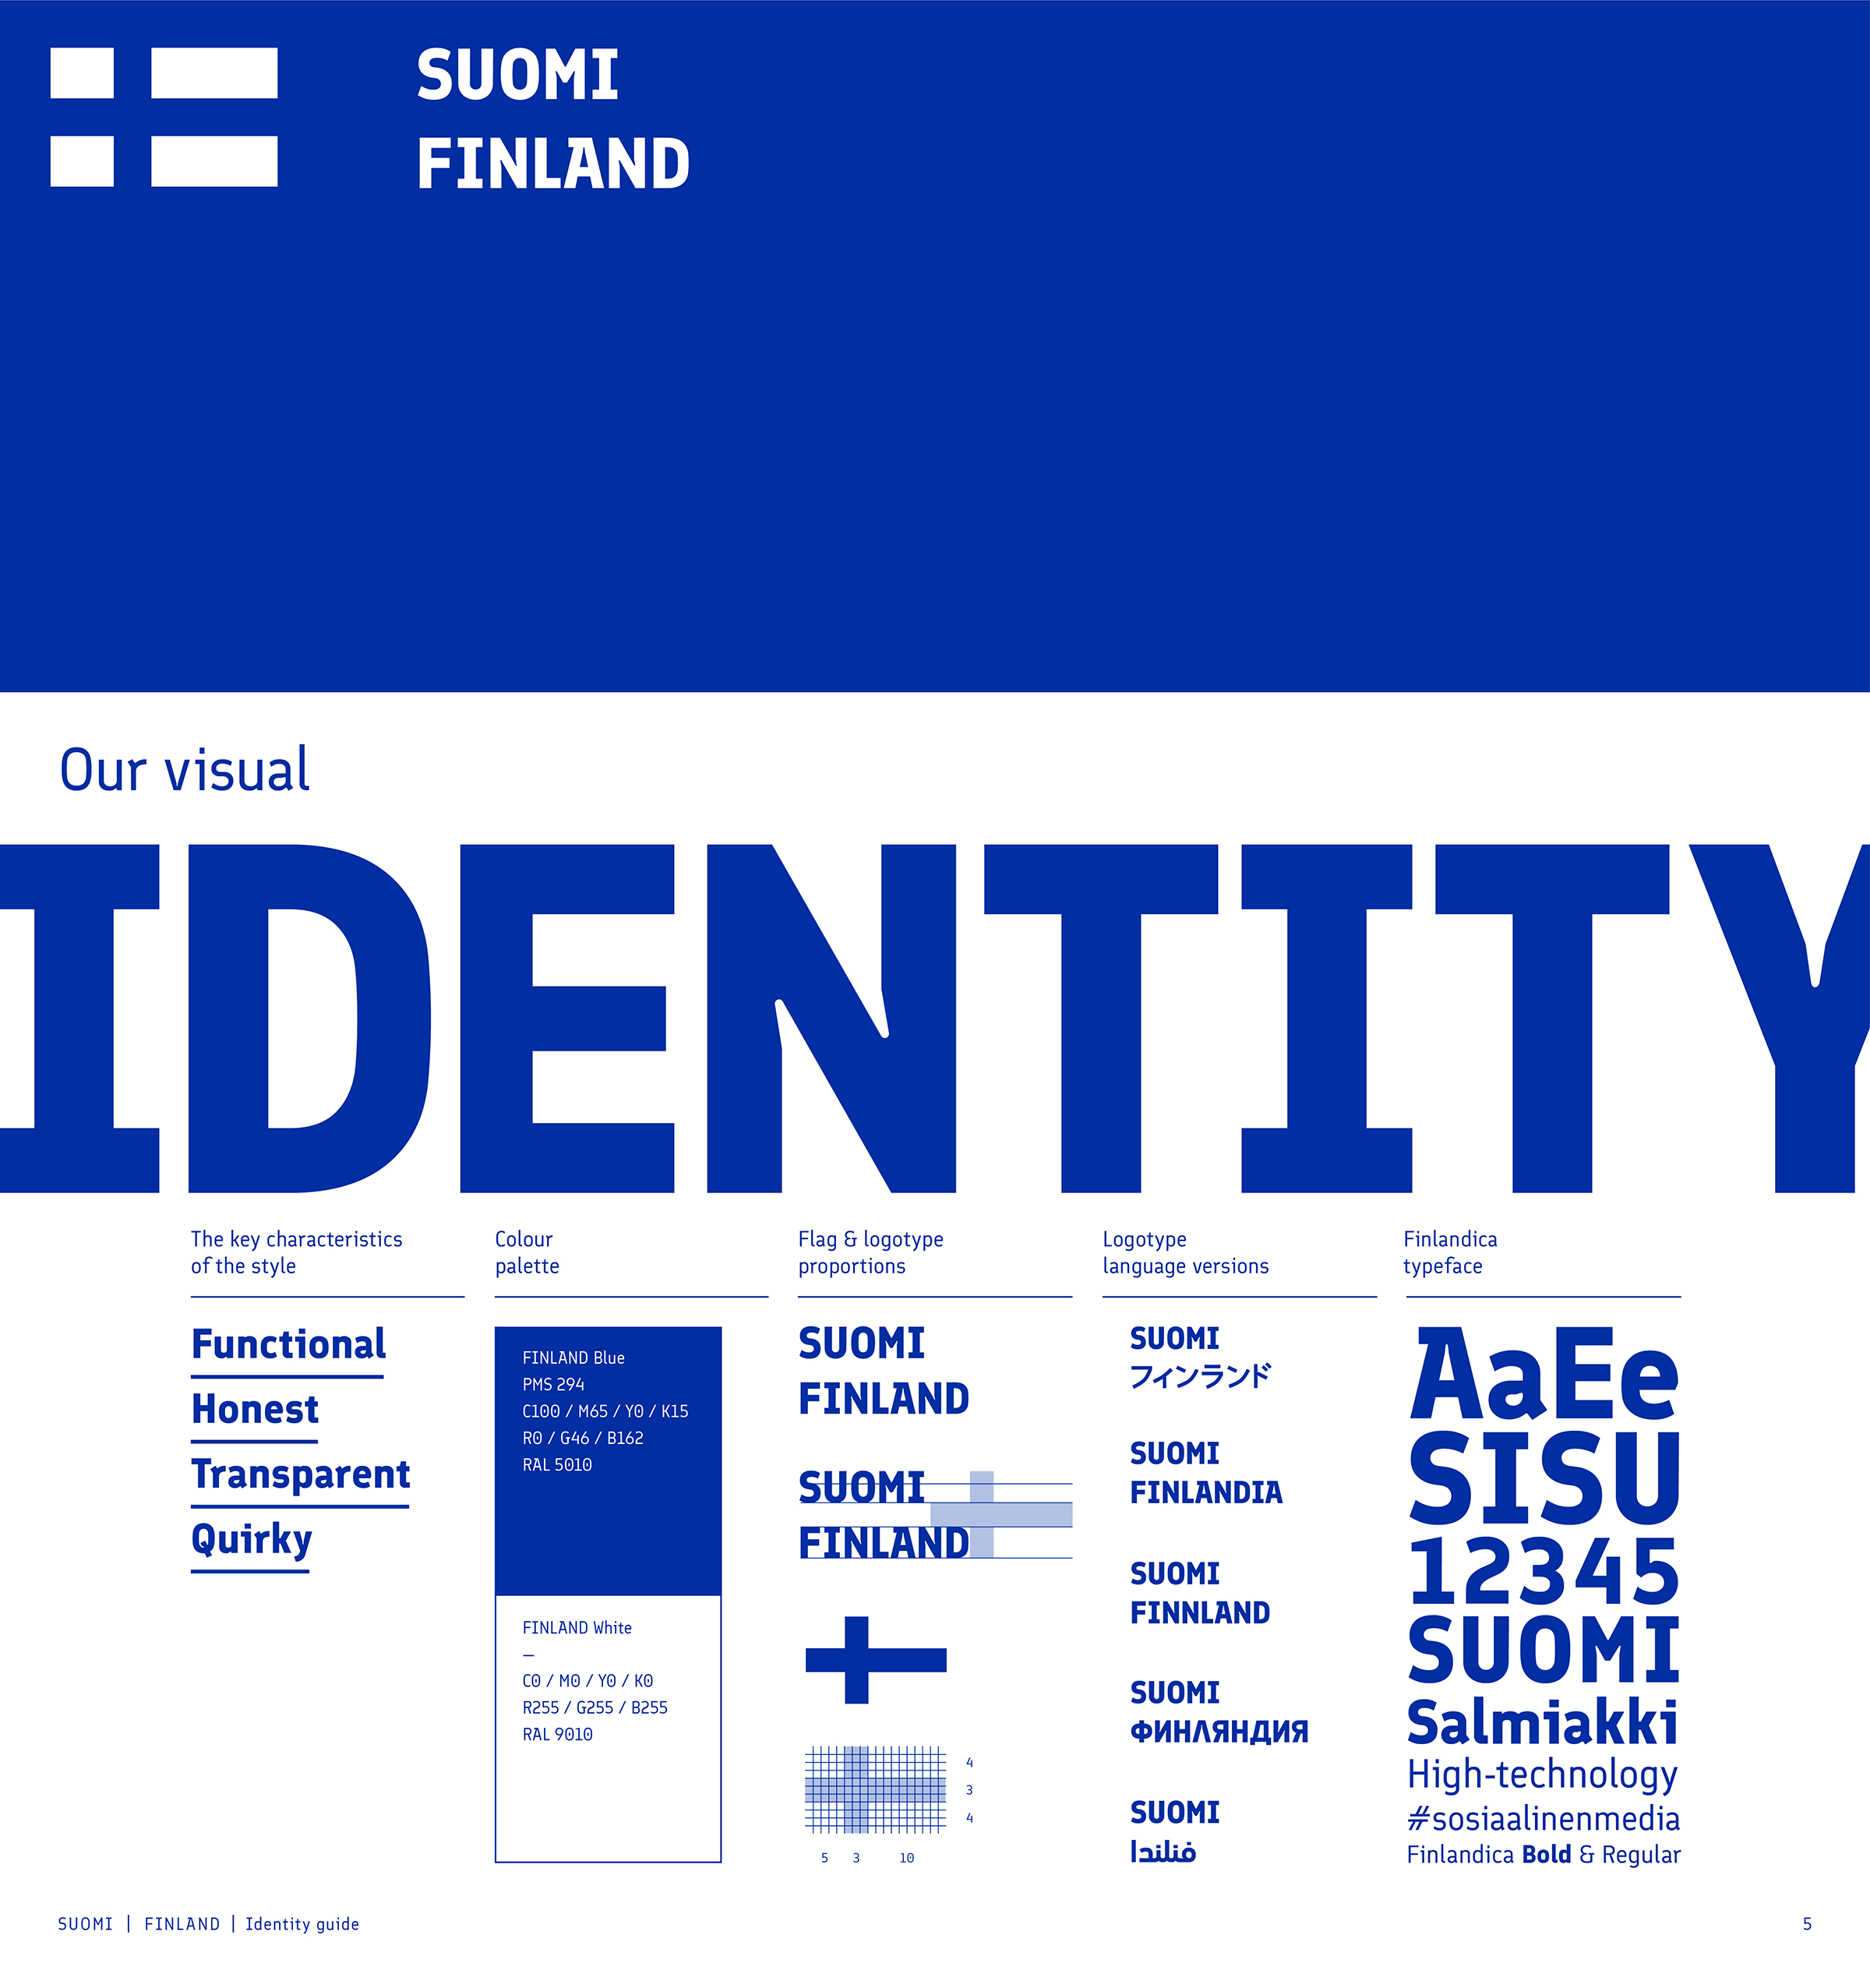 SUOMI
FINLAND
Our visual
IDENTITY
The key characteristics
of the style
Functional
Honest
Transparent
Quirky
Colour
palette
FINLAND Blue
PMS 294
C100 / M65 / Y0 / K15
R0 / G46 / B162
RAL 5010
FINLAND White
–
C0 / M0 / Y0 / K0
R255 / G255 / B255
RAL 9010
Flag & logotype
proportions
SUOMI
FINLAND
SUOMI
FINLAND
4
3
4
5 3 10
Logotype
language versions
SUOMI
フィンランド
SUOMI
FINLANDIA
SUOMI
FINNLAND
SUOMI
ФИНЛЯНДИЯ
SUOMI
فنلندا
Finlandica
typeface
AaEe
SISU
12345
SUOMI
Salmiakki
High-technology
#sosiaalinenmedia
Finlandica Bold & Regular
SUOMI | FINLAND | Identity guide
5